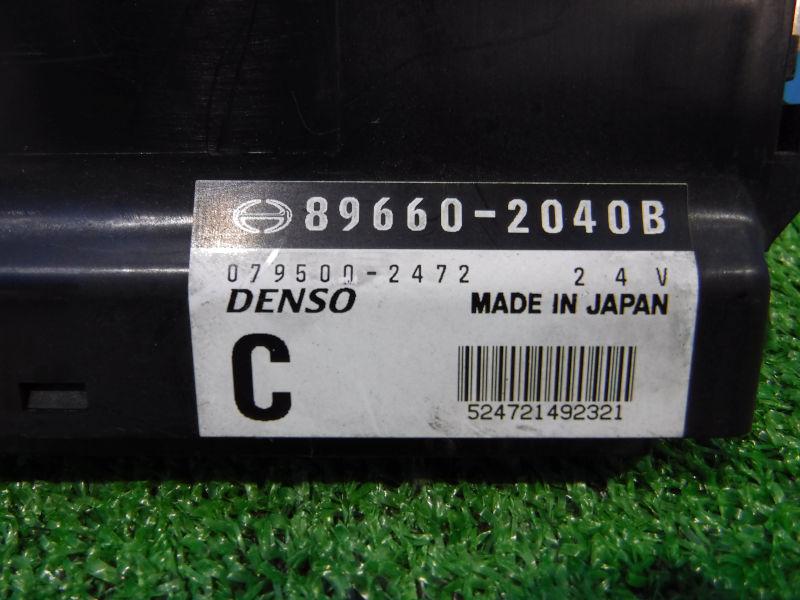 89660-2040B
079500-2472 24V
DENSO MADE IN JAPAN
C
524721492321